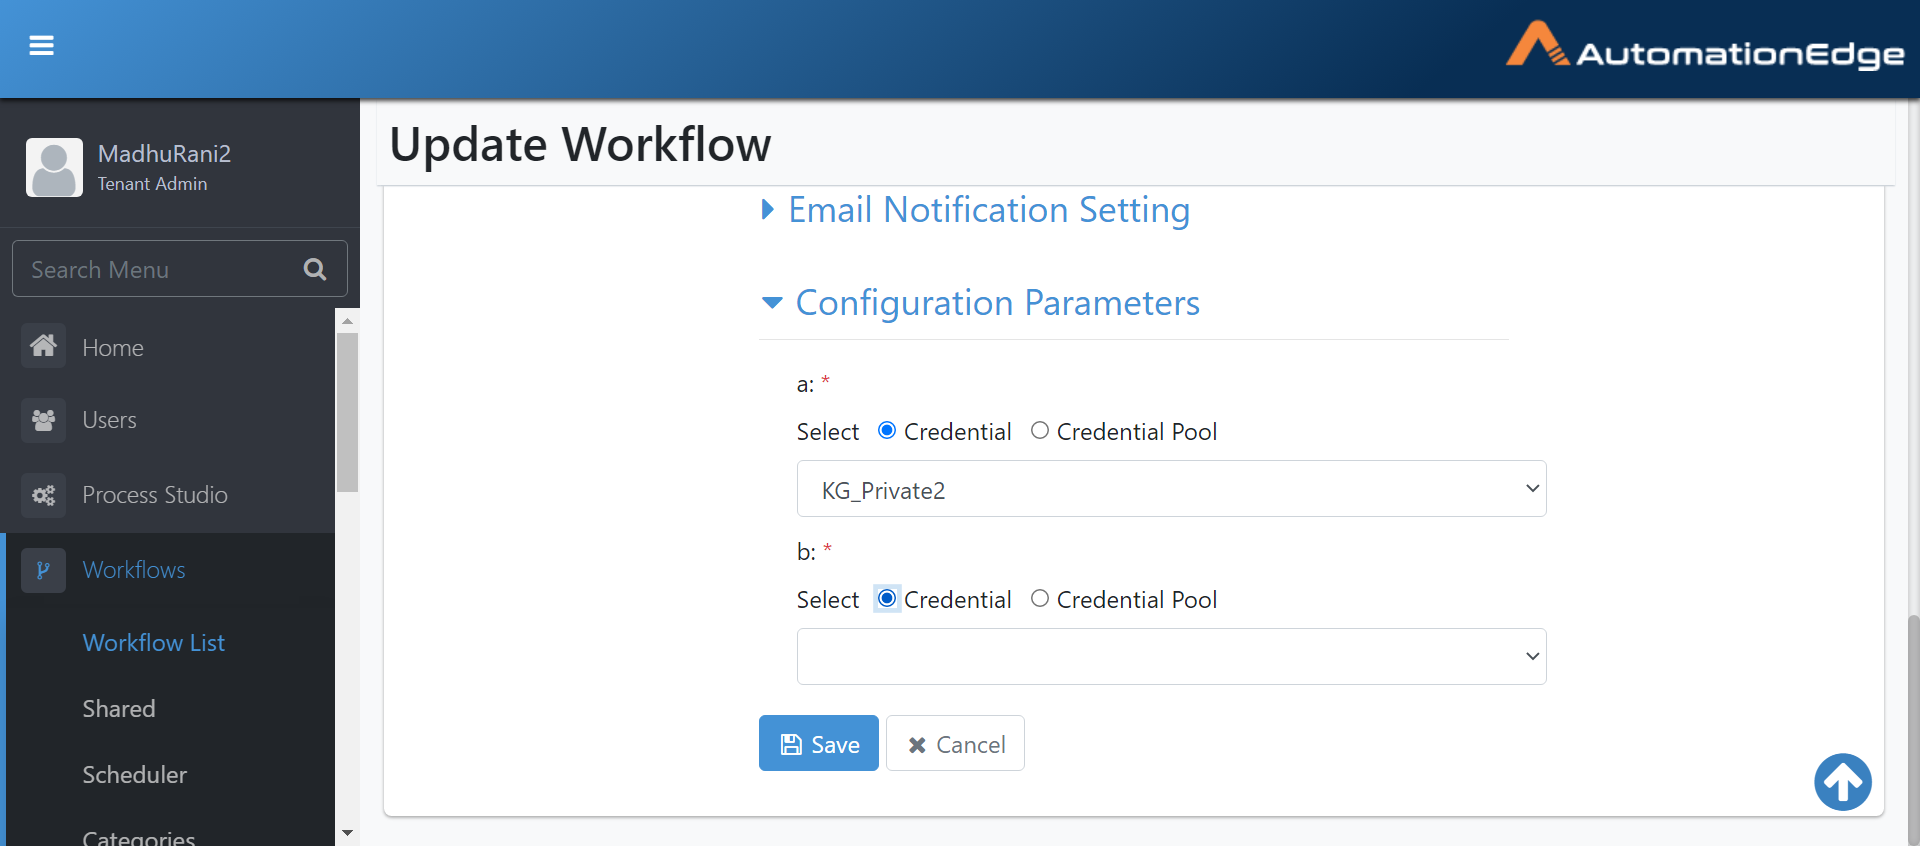 AutomationEdge
MadhuRani2
Tenant Admin
Search Menu
Home
Users
Process Studio
Workflows
Workflow List
Shared
Scheduler
Categories
Update Workflow
Email Notification Setting
Configuration Parameters
a: *
Select Credential Credential Pool
KG_Private2
b: *
Select Credential Credential Pool
Save Cancel